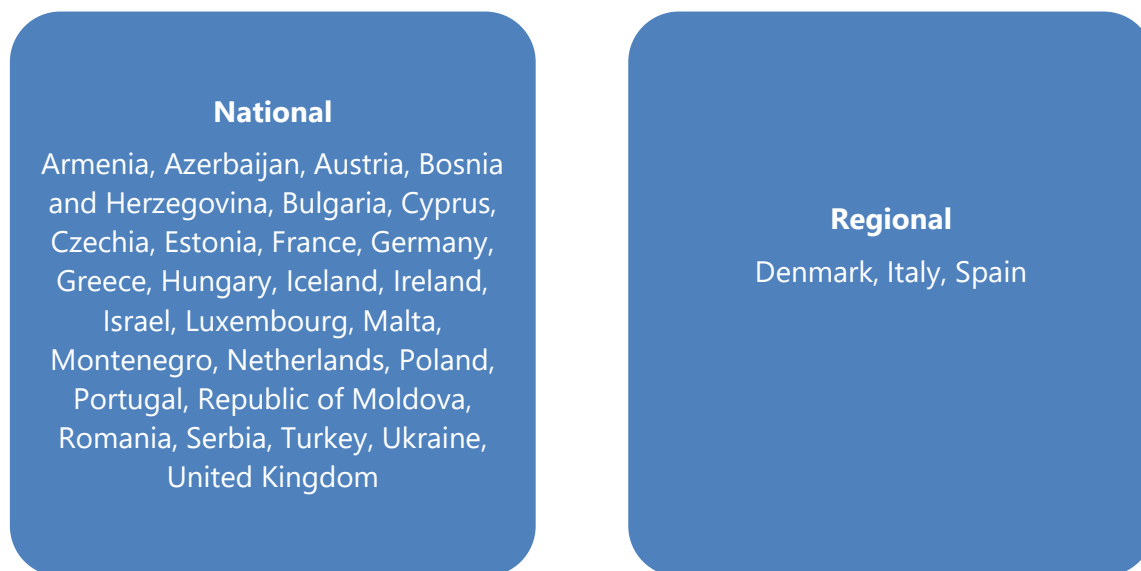 National
Armenia, Azerbaijan, Austria, Bosnia
and Herzegovina, Bulgaria, Cyprus,
Czechia, Estonia, France, Germany,
Greece, Hungary, Iceland, Ireland,
Israel, Luxembourg, Malta,
Montenegro, Netherlands, Poland,
Portugal, Republic of Moldova,
Romania, Serbia, Turkey, Ukraine,
United Kingdom
Regional
Denmark, Italy, Spain